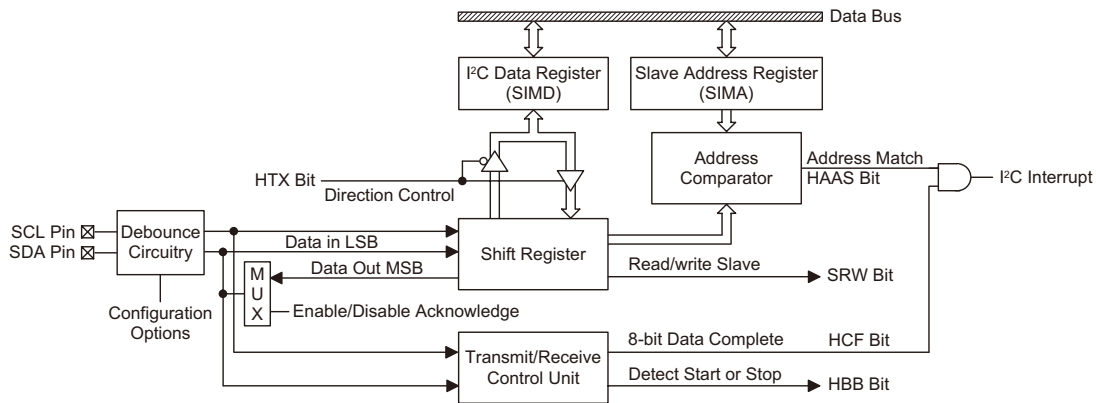 Data Bus
I²C Data Register
(SIMD)
Slave Address Register
(SIMA)
HTX Bit
Direction Control
Address
Comparator
Address Match
HAAS Bit
I²C Interrupt
SCL Pin
SDA Pin
Debounce
Circuitry
Data in LSB
Shift Register
Data Out MSB
Read/write Slave
SRW Bit
M
U
X
Enable/Disable Acknowledge
Configuration
Options
Transmit/Receive
Control Unit
8-bit Data Complete
HCF Bit
Detect Start or Stop
HBB Bit